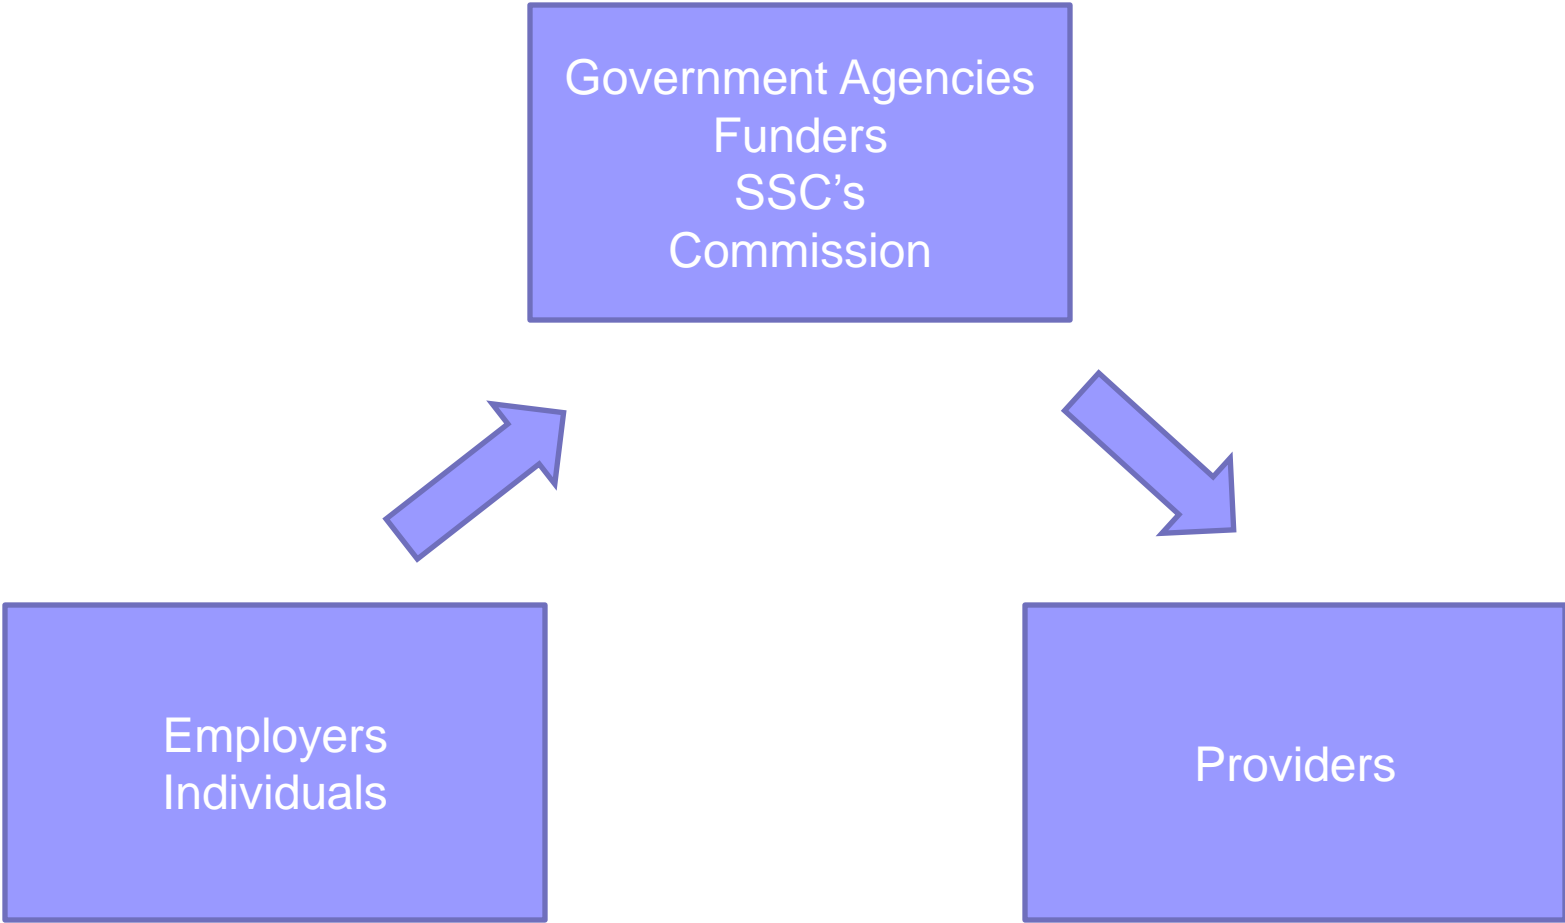 Government Agencies
Funders
SSC’s
Commission
Employers
Individuals
Providers